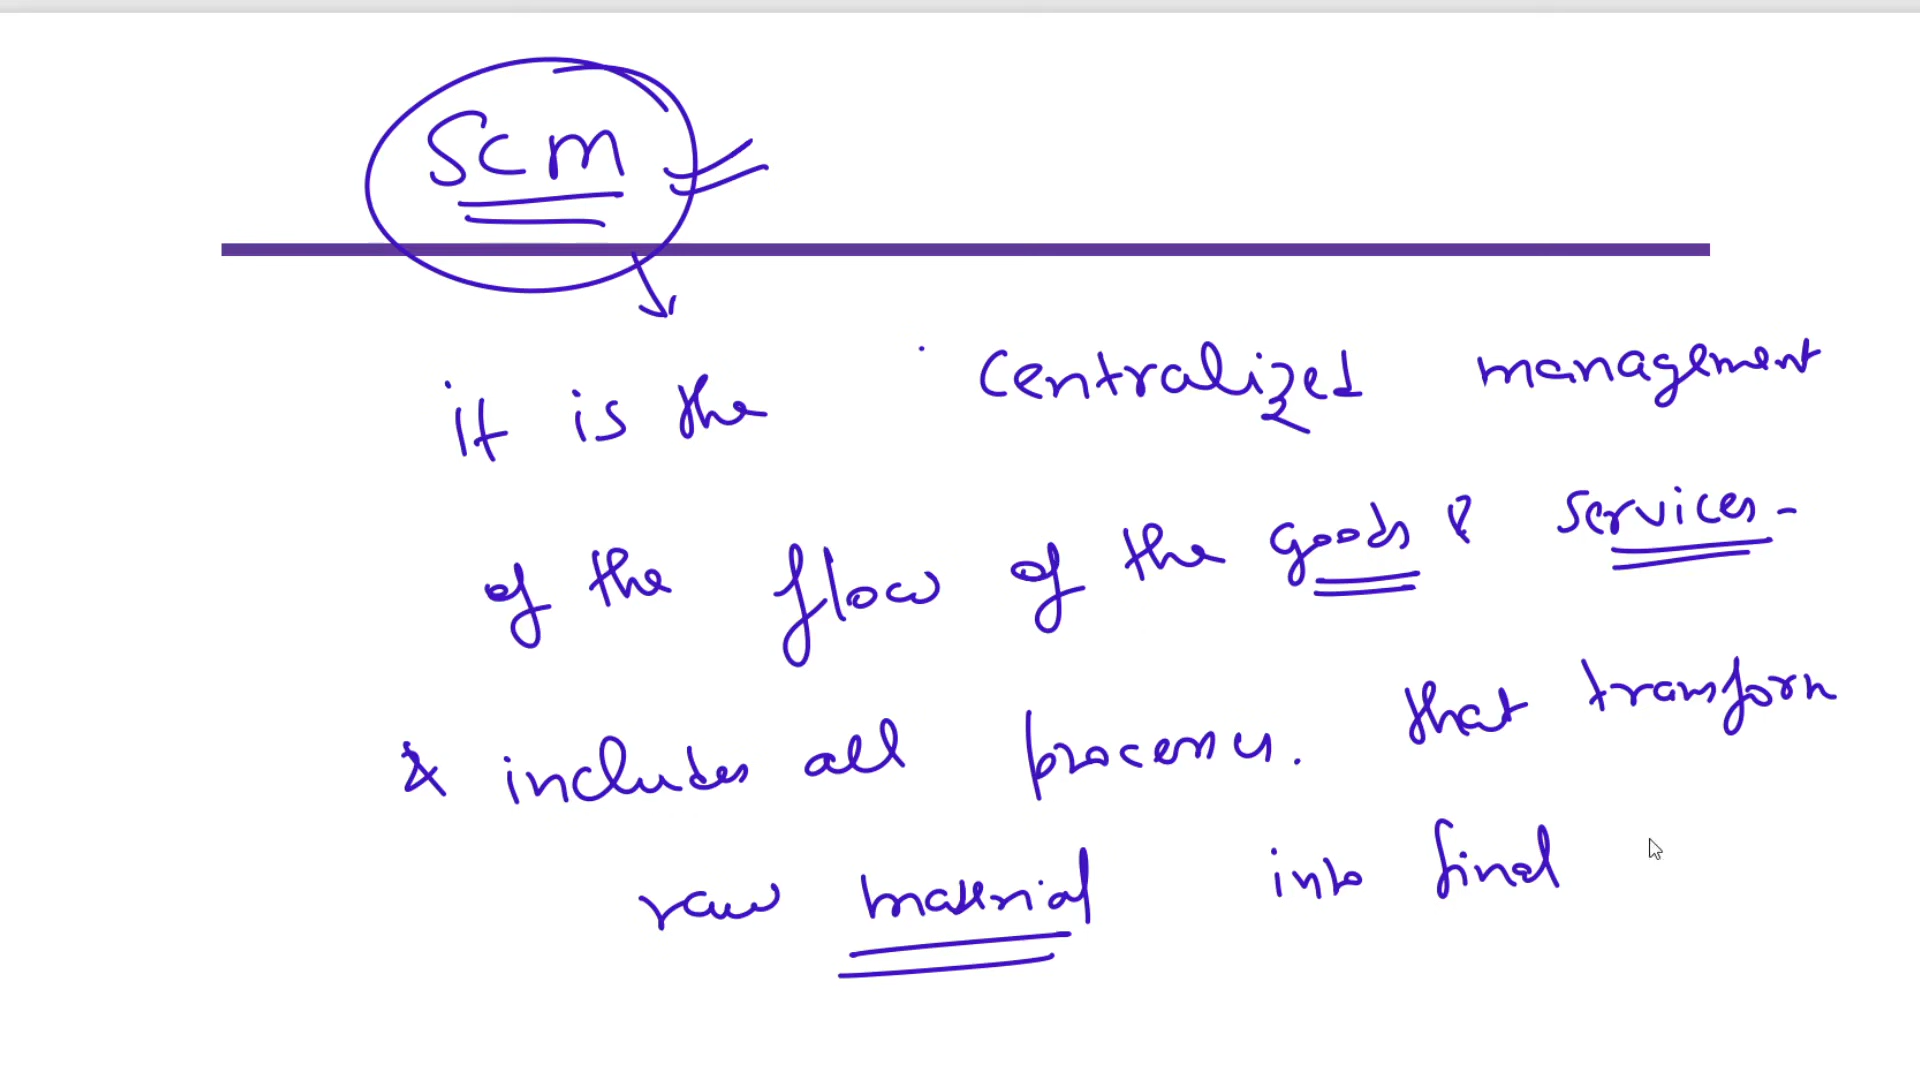 SCM
it is the centralized management
of the flow of the goods & services -
& includes all processes. that transform
raw material into final